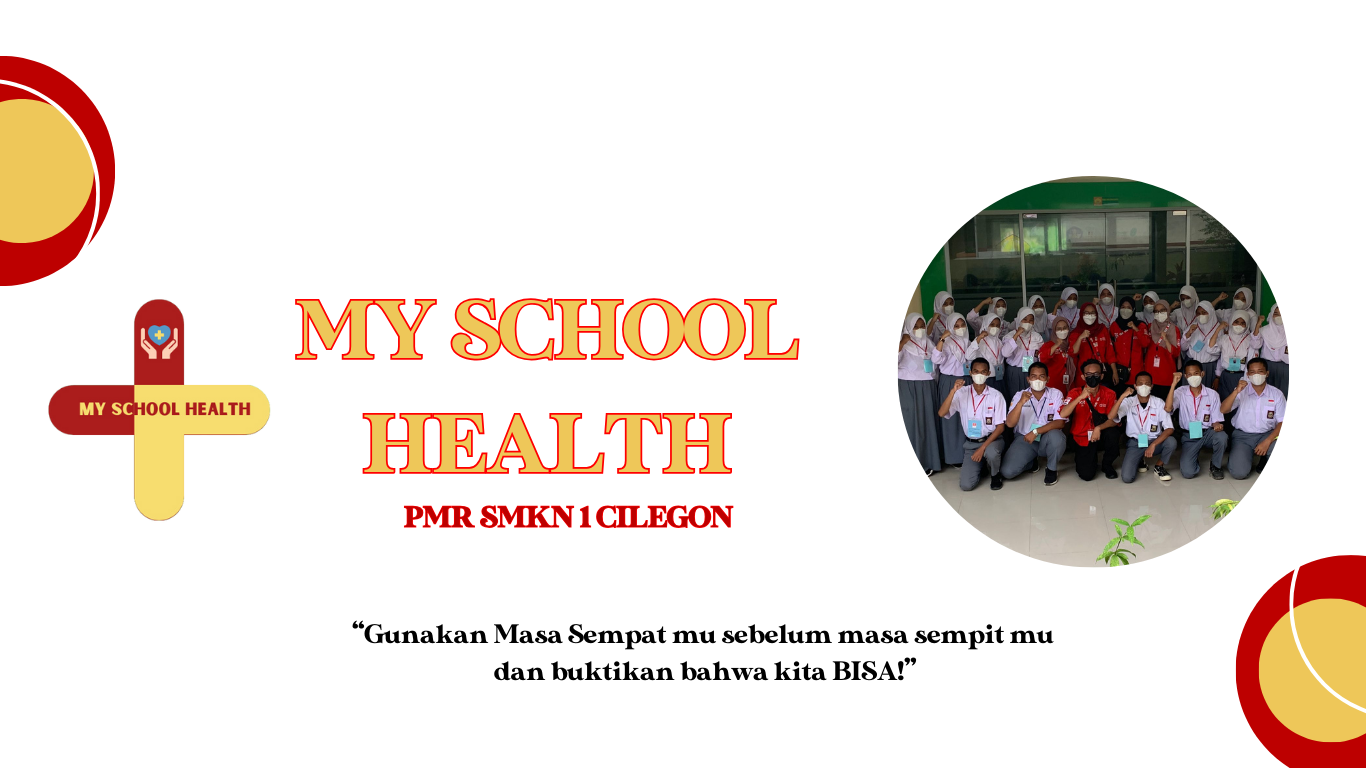 MY SCHOOL HEALTH
MY SCHOOL
HEALTH
PMR SMKN 1 CILEGON
“Gunakan Masa Sempat mu sebelum masa sempit mu
dan buktikan bahwa kita BISA!”